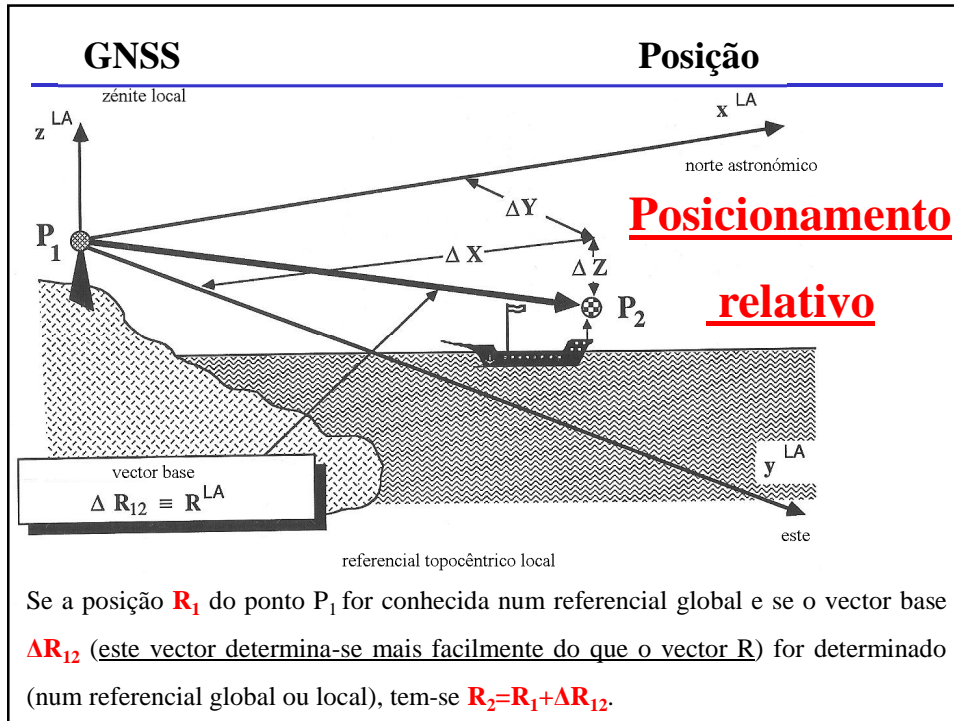 GNSS Posição
zénite local
z LA
x LA
norte astronómico
ΔY
Posicionamento
P1
Δ X
Δ Z
P2
relativo
vector base
Δ R12 ≡ R LA
y LA
este
referencial topocêntrico local
Se a posição R1 do ponto P1 for conhecida num referencial global e se o vector base
ΔR12 (este vector determina-se mais facilmente do que o vector R) for determinado
(num referencial global ou local), tem-se R2=R1+ΔR12.